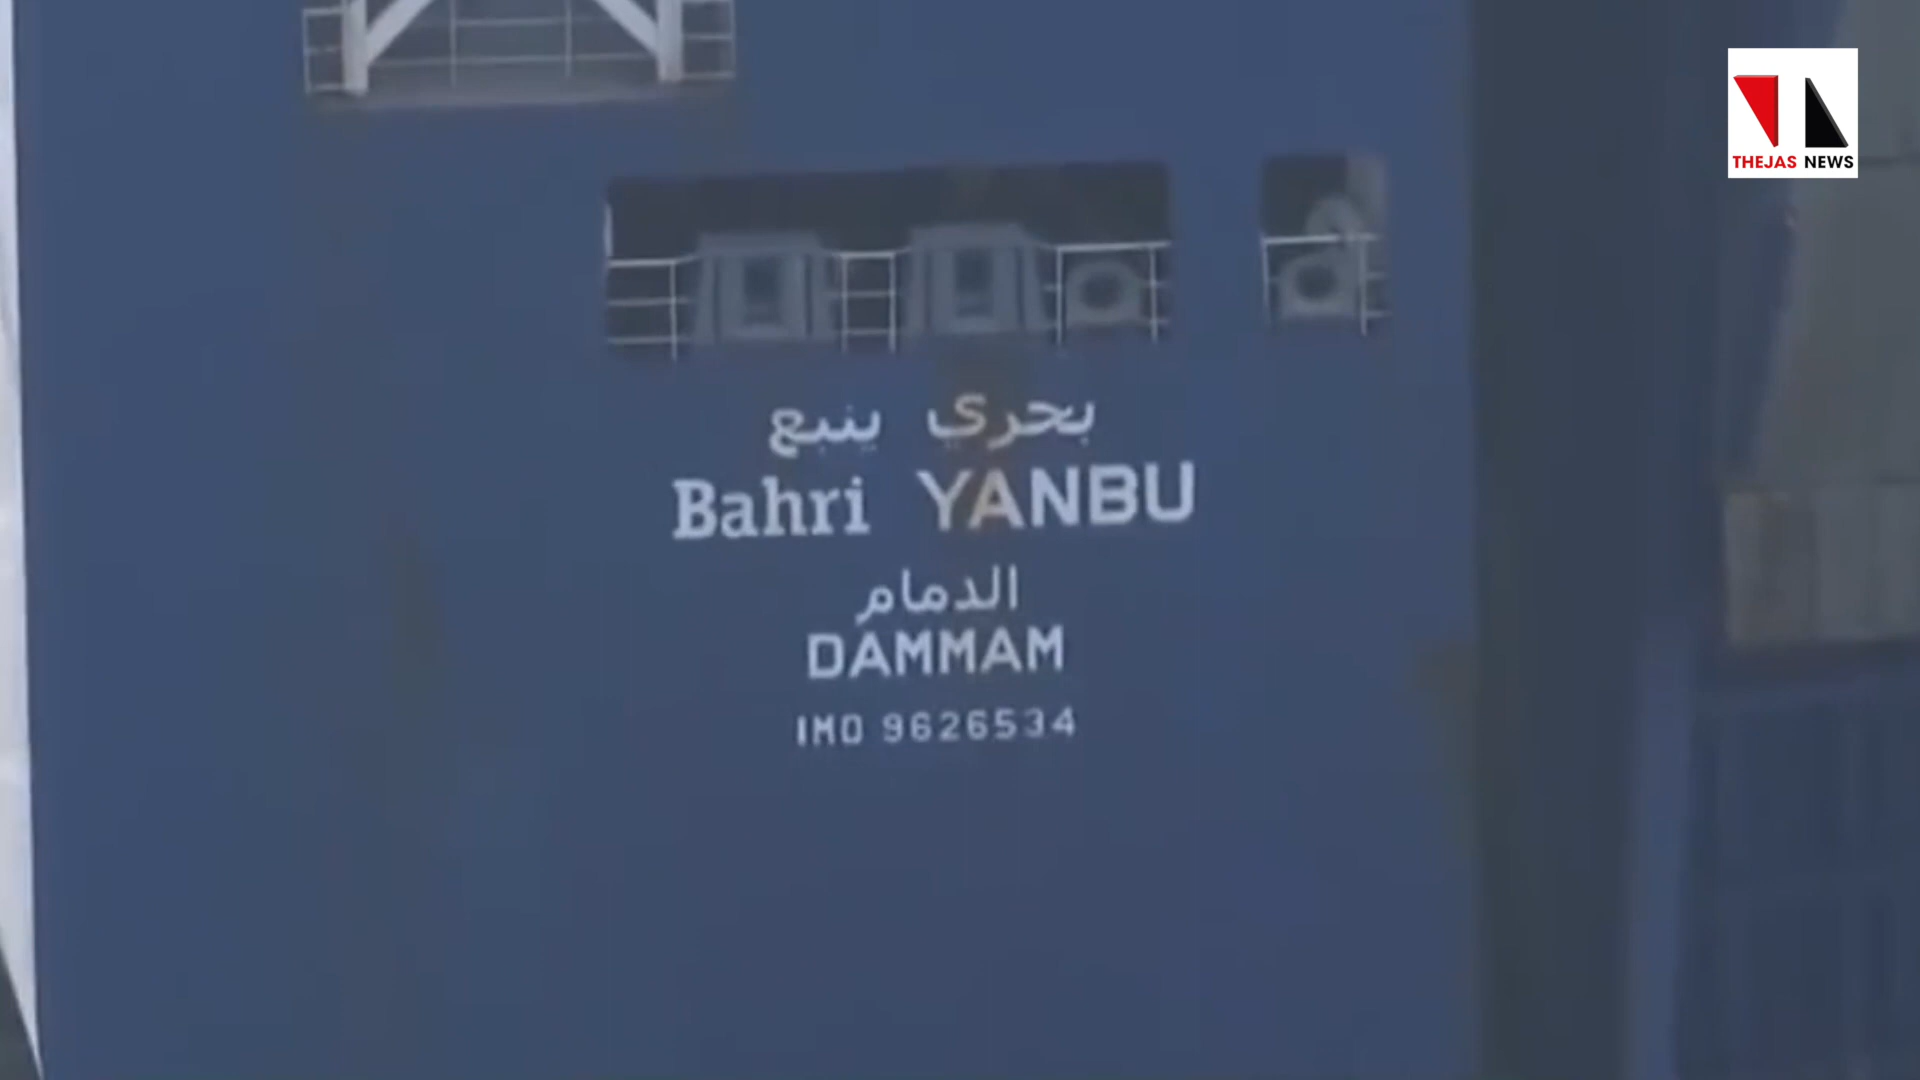 THEJAS NEWS
بحري ينبع
Bahri YANBU
الدمام
DAMMAM
IMO 9626534